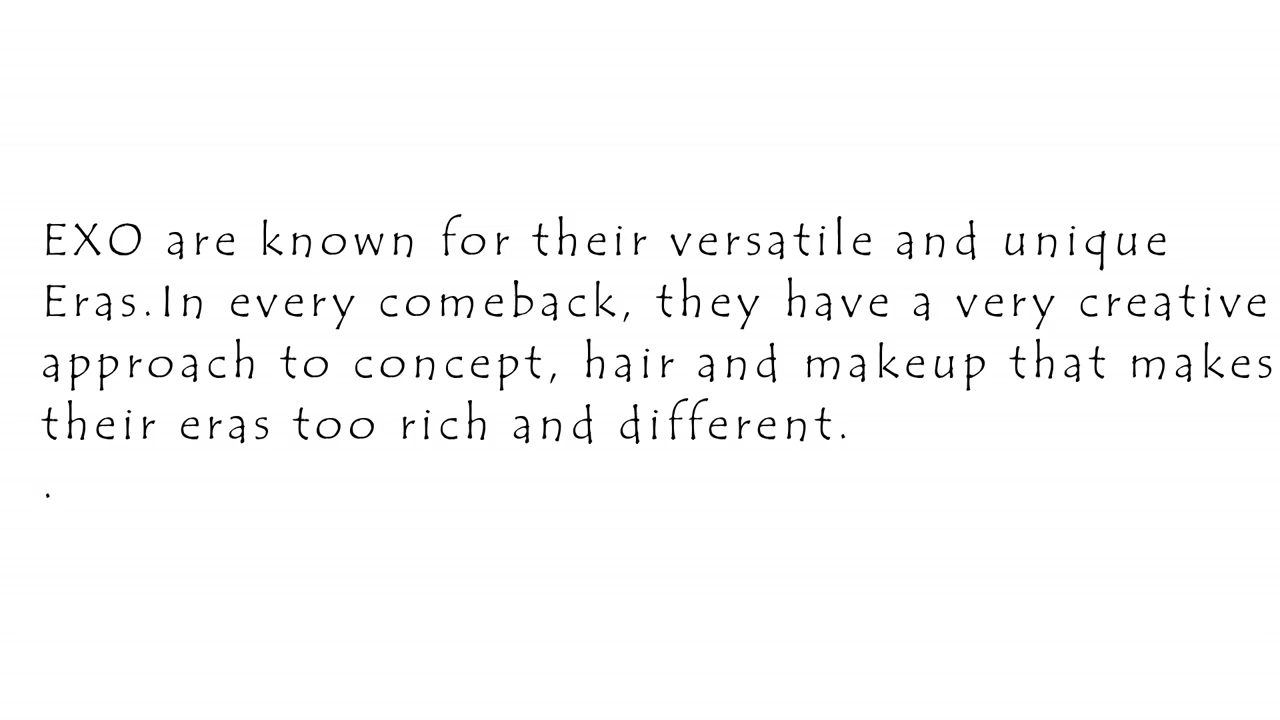 EXO are known for their versatile and unique
Eras.In every comeback, they have a very creative
approach to concept, hair and makeup that makes
their eras too rich and different.
.